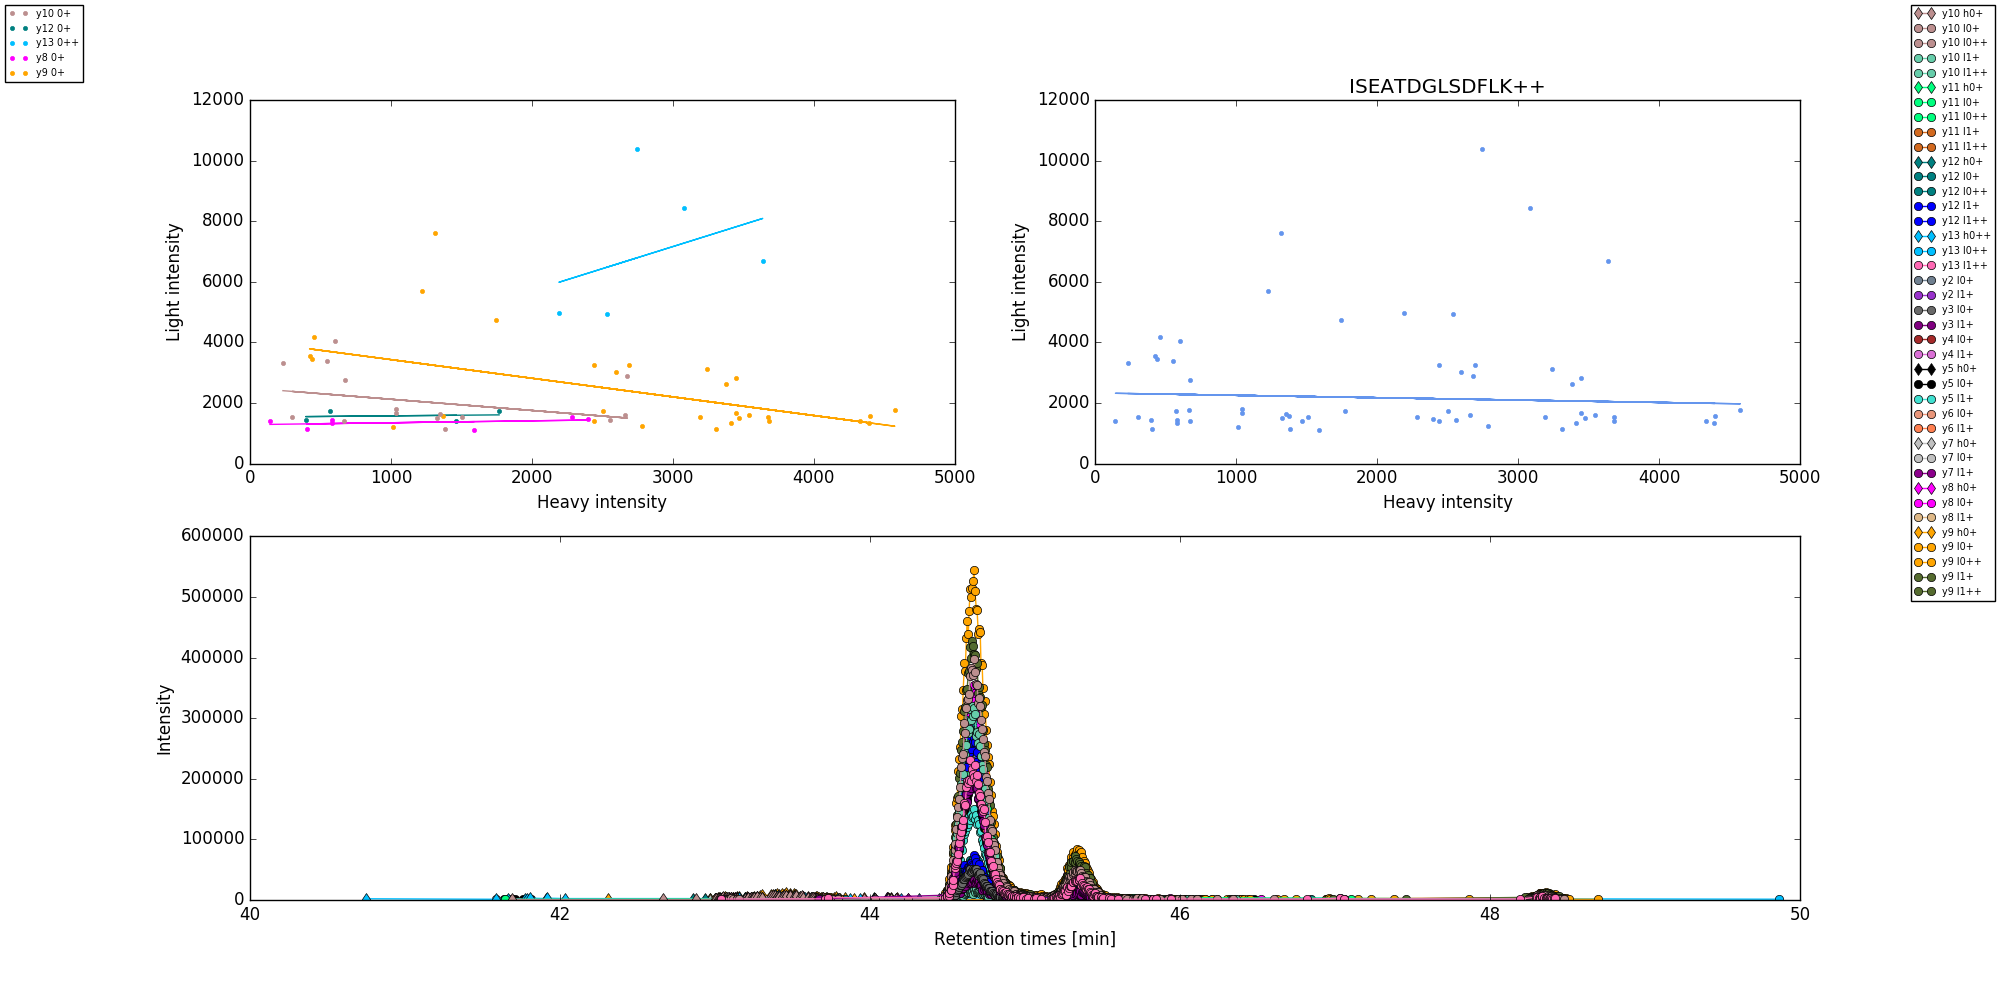 y10 0+
y12 0+
y13 0++
y8 0+
y9 0+
12000
10000
8000
6000
4000
2000
0
Light intensity
0 1000 2000 3000 4000 5000
Heavy intensity
ISEATDGLSDFLK++
12000
10000
8000
6000
4000
2000
0
Light intensity
0 1000 2000 3000 4000 5000
Heavy intensity
600000
500000
400000
300000
200000
100000
0
Intensity
40 42 44 46 48 50
Retention times [min]
y10 h0+
y10 l0+
y10 l0++
y10 l1+
y10 l1++
y11 h0+
y11 l0+
y11 l0++
y11 l1+
y11 l1++
y12 h0+
y12 l0+
y12 l0++
y12 l1+
y12 l1++
y13 h0++
y13 l0++
y13 l1++
y2 l0+
y2 l1+
y3 l0+
y3 l1+
y4 l0+
y4 l1+
y5 h0+
y5 l0+
y5 l1+
y6 l0+
y6 l1+
y7 h0+
y7 l0+
y7 l1+
y8 h0+
y8 l0+
y8 l1+
y9 h0+
y9 l0+
y9 l0++
y9 l1+
y9 l1++